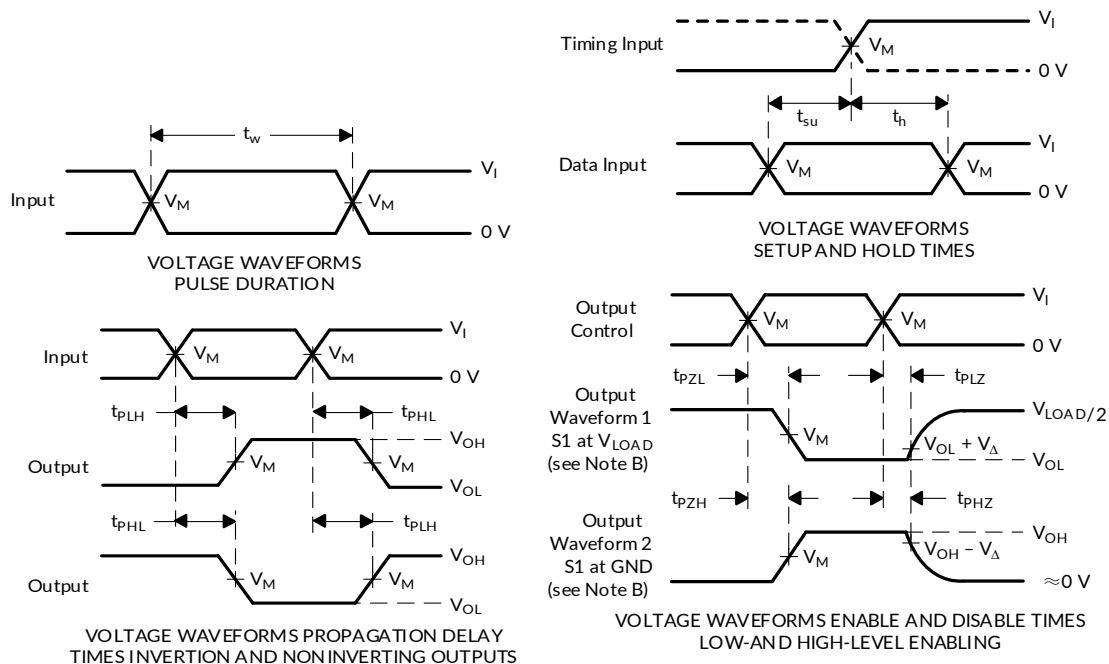 t_w
V_I
Input
V_M
V_M
0 V
VOLTAGE WAVEFORMS
PULSE DURATION
V_I
Timing Input
V_M
0 V
t_su
t_h
V_I
Data Input
V_M
V_M
0 V
VOLTAGE WAVEFORMS
SETUP AND HOLD TIMES
V_I
Input
V_M
V_M
0 V
t_PLH
t_PHL
V_OH
Output
V_M
V_M
V_OL
t_PHL
t_PLH
V_OH
Output
V_M
V_M
V_OL
VOLTAGE WAVEFORMS PROPAGATION DELAY
TIMES INVERTION AND NONINVERTING OUTPUTS
V_I
Output
Control
V_M
V_M
0 V
t_PZL
t_PLZ
Output
Waveform 1
S1 at V_LOAD
(see Note B)
V_LOAD/2
V_M
V_OL + V_Δ
V_OL
t_PZH
t_PHZ
Output
Waveform 2
S1 at GND
(see Note B)
V_OH
V_M
V_OH – V_Δ
≈0 V
VOLTAGE WAVEFORMS ENABLE AND DISABLE TIMES
LOW-AND HIGH-LEVEL ENABLING